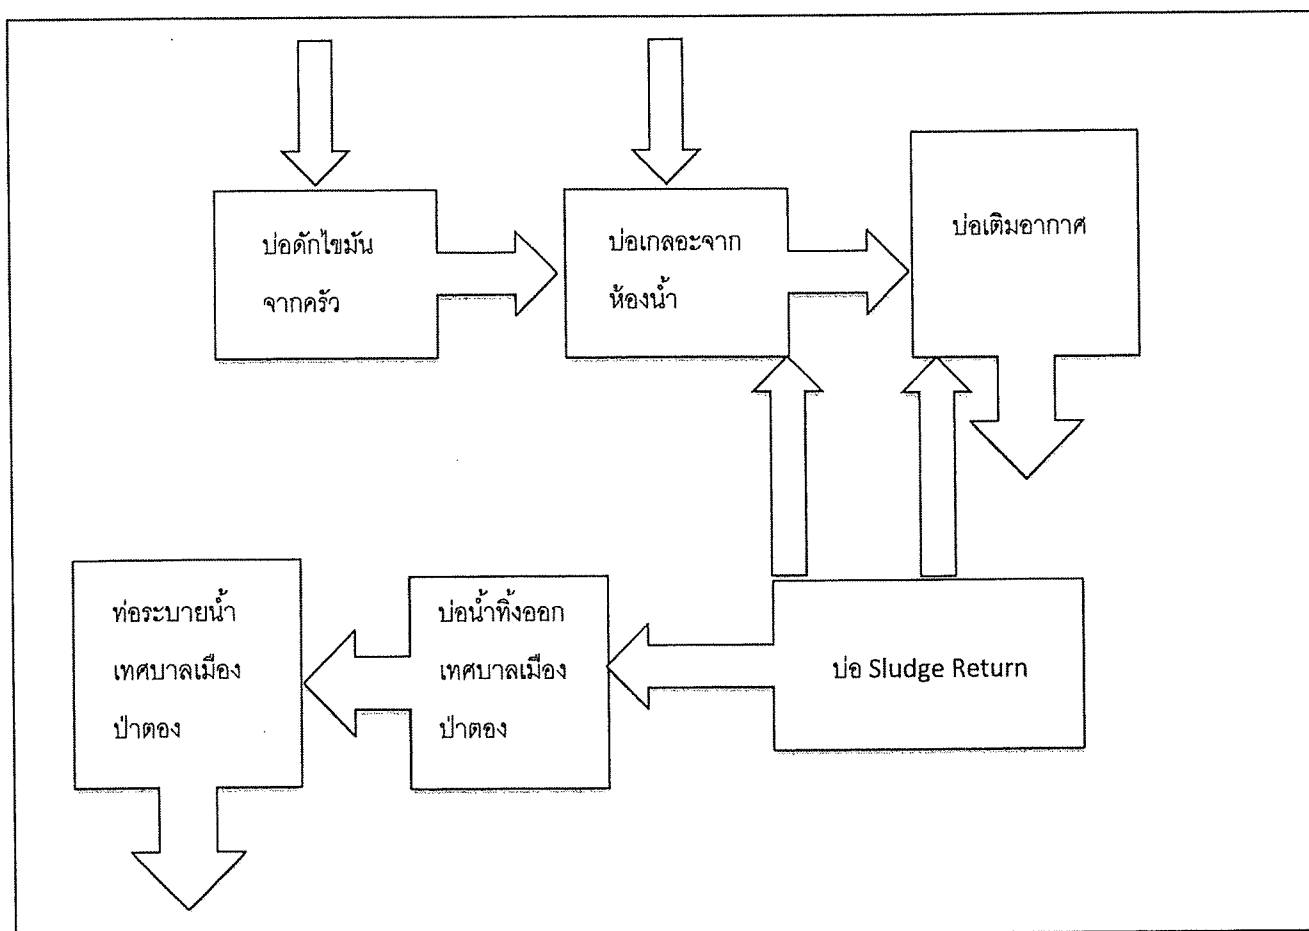 บ่อดักไขมัน
จากครัว
บ่อเกลอะจาก
ห้องน้ำ
บ่อเติมอากาศ
ท่อระบายน้ำ
เทศบาลเมือง
ป่าตอง
บ่อน้ำทิ้งออก
เทศบาลเมือง
ป่าตอง
บ่อ Sludge Return